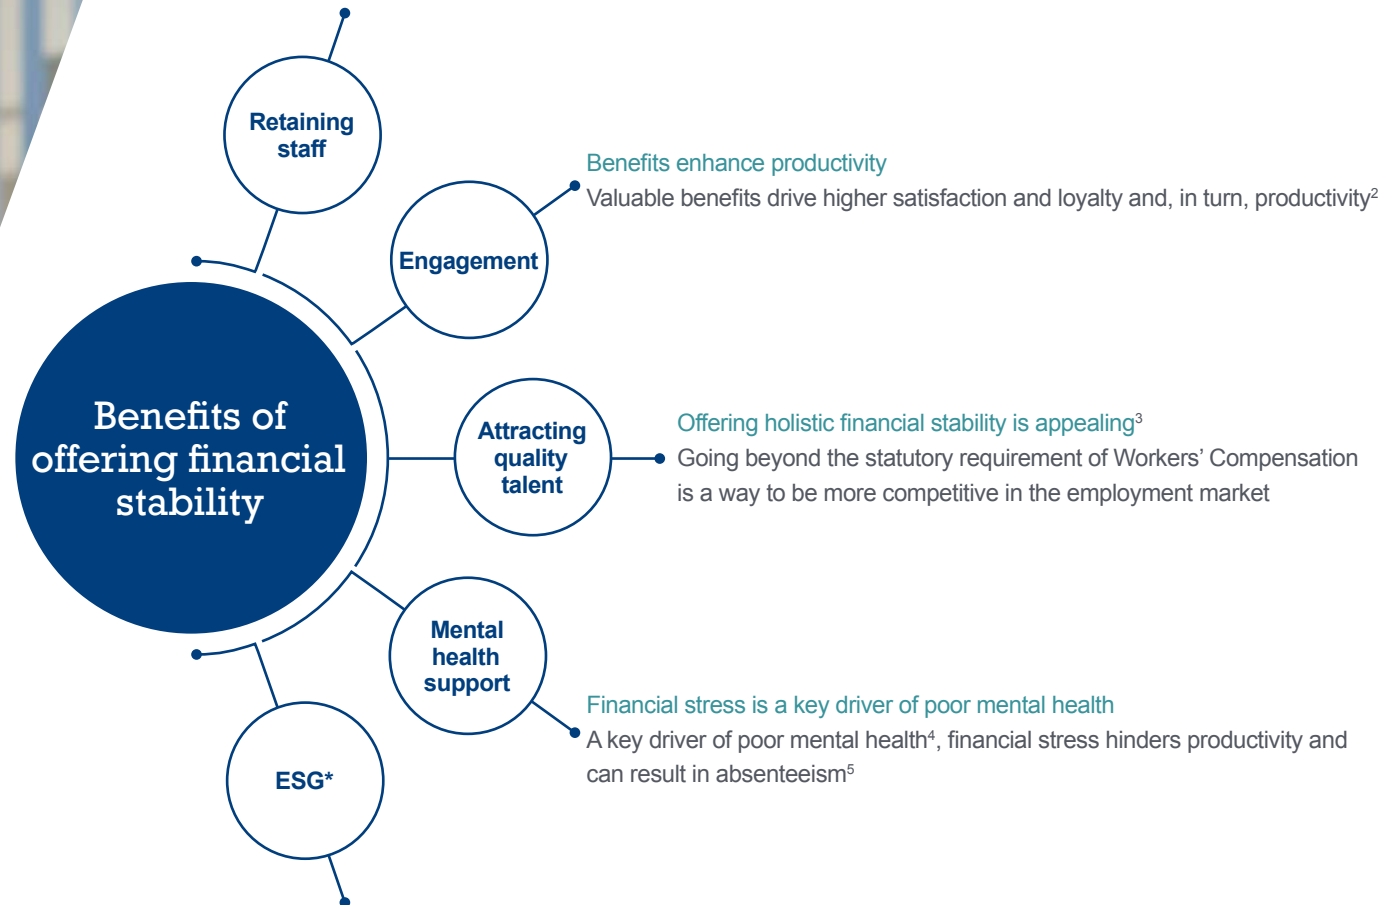 Retaining
staff
Benefits enhance productivity
Valuable benefits drive higher satisfaction and loyalty and, in turn, productivity²
Engagement
Benefits of
offering financial
stability
Attracting
quality
talent
Offering holistic financial stability is appealing³
Going beyond the statutory requirement of Workers’ Compensation
is a way to be more competitive in the employment market
Mental
health
support
Financial stress is a key driver of poor mental health
A key driver of poor mental health⁴, financial stress hinders productivity and
can result in absenteeism⁵
ESG*